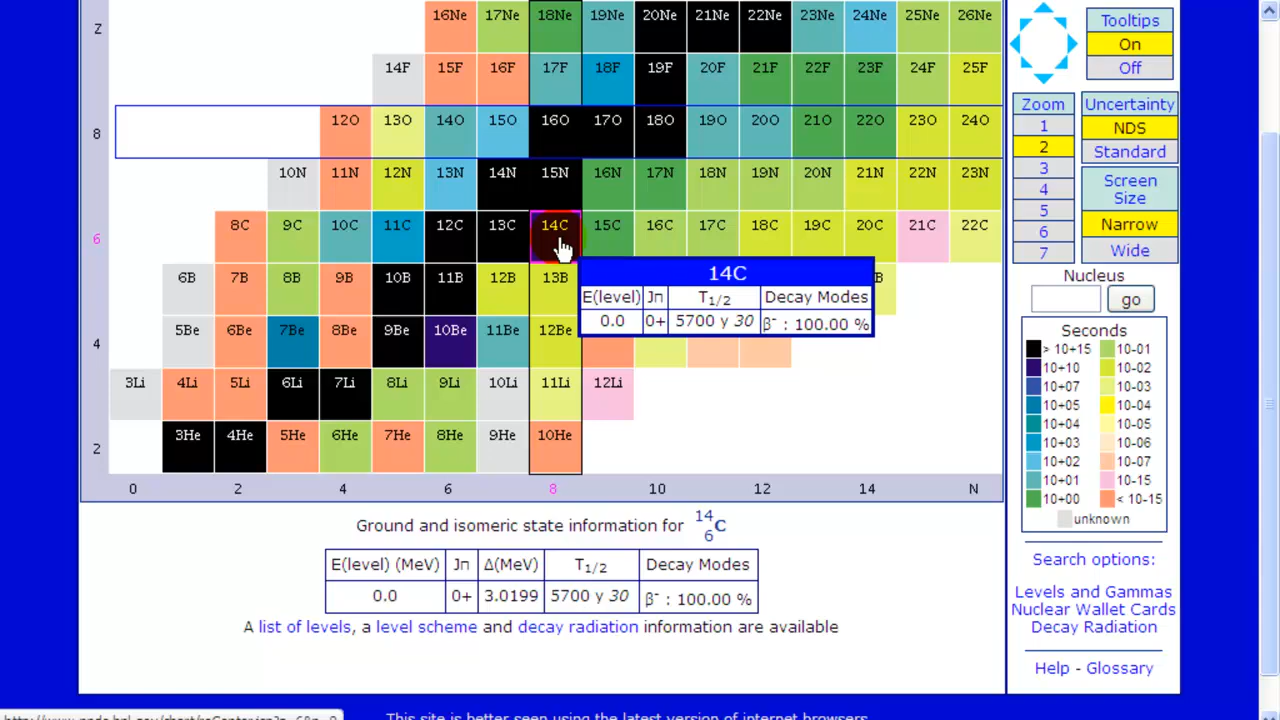 Z
16Ne 17Ne 18Ne 19Ne 20Ne 21Ne 22Ne 23Ne 24Ne 25Ne 26Ne
14F 15F 16F 17F 18F 19F 20F 21F 22F 23F 24F 25F
8
12O 13O 14O 15O 16O 17O 18O 19O 20O 21O 22O 23O 24O
10N 11N 12N 13N 14N 15N 16N 17N 18N 19N 20N 21N 22N 23N
6
8C 9C 10C 11C 12C 13C 14C 15C 16C 17C 18C 19C 20C 21C 22C
6B 7B 8B 9B 10B 11B 12B 13B
14C
E(level) Jπ T1/2 Decay Modes
0.0 0+ 5700 y 30 β- : 100.00 %
4
5Be 6Be 7Be 8Be 9Be 10Be 11Be 12Be
3Li 4Li 5Li 6Li 7Li 8Li 9Li 10Li 11Li 12Li
2
3He 4He 5He 6He 7He 8He 9He 10He
0 2 4 6 8 10 12 14 N
Ground and isomeric state information for 14 6 C
E(level) (MeV) Jπ Δ(MeV) T1/2 Decay Modes
0.0 0+ 3.0199 5700 y 30 β- : 100.00 %
A list of levels, a level scheme and decay radiation information are available
Tooltips
On
Off
Zoom
1
2
3
4
5
6
7
Uncertainty
NDS
Standard
Screen
Size
Narrow
Wide
Nucleus
go
Seconds
> 10+15 10-01
10+10 10-02
10+07 10-03
10+05 10-04
10+04 10-05
10+03 10-06
10+02 10-07
10+01 10-15
10+00 < 10-15
unknown
Search options:
Levels and Gammas
Nuclear Wallet Cards
Decay Radiation
Help - Glossary
This site is better seen using the latest version of internet browsers